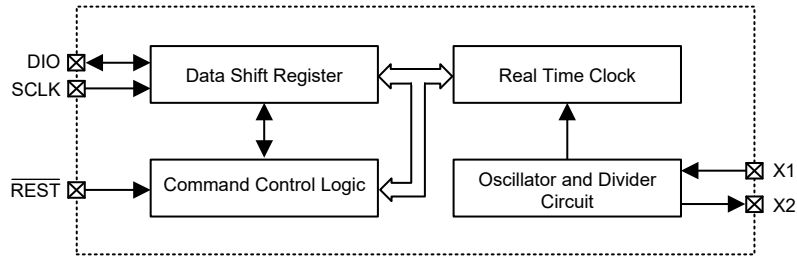 DIO
SCLK
Data Shift Register
Real Time Clock
REST
Command Control Logic
Oscillator and Divider
Circuit
X1
X2